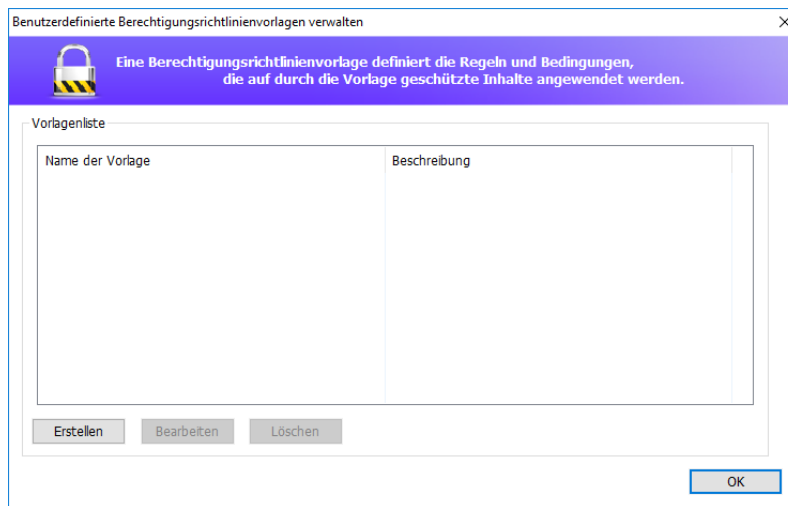 Benutzerdefinierte Berechtigungsrichtlinienvorlagen verwalten
Eine Berechtigungsrichtlinienvorlage definiert die Regeln und Bedingungen,
die auf durch die Vorlage geschützte Inhalte angewendet werden.
Vorlagenliste
Name der Vorlage Beschreibung
Erstellen Bearbeiten Löschen
OK